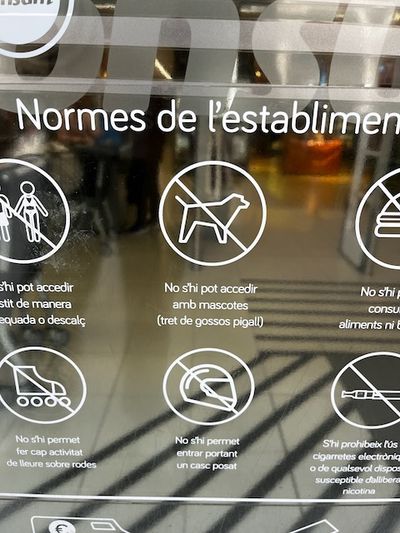 Normes de l'establimen
s'hi pot accedir
stit de manera
equada o descalç
No s'hi pot accedir
amb mascotes
(tret de gossos pigall)
No s'hi p
consu
aliments ni b
No s'hi permet
fer cap activitat
de lleure sobre rodes
No s'hi permet
entrar portant
un casc posat
S'hi prohibeix l'ús
cigarretes electròniq
o de qualsevol dispos
susceptible d'allibera
nicotina